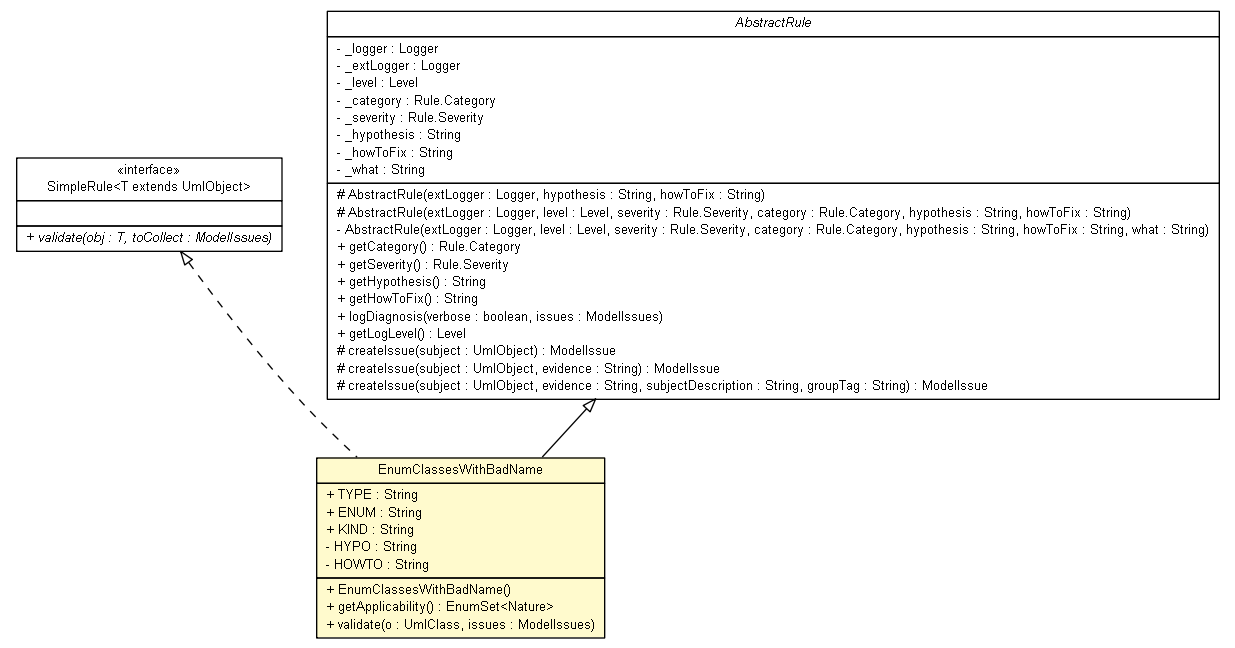 AbstractRule
- _logger : Logger
- _extLogger : Logger
- _level : Level
- _category : Rule.Category
- _severity : Rule.Severity
- _hypothesis : String
- _howToFix : String
- _what : String
# AbstractRule(extLogger : Logger, hypothesis : String, howToFix : String)
# AbstractRule(extLogger : Logger, level : Level, severity : Rule.Severity, category : Rule.Category, hypothesis : String, howToFix : String)
- AbstractRule(extLogger : Logger, level : Level, severity : Rule.Severity, category : Rule.Category, hypothesis : String, howToFix : String, what : String)
+ getCategory() : Rule.Category
+ getSeverity() : Rule.Severity
+ getHypothesis() : String
+ getHowToFix() : String
+ logDiagnosis(verbose : boolean, issues : ModelIssues)
+ getLogLevel() : Level
# createIssue(subject : UmlObject) : ModelIssue
# createIssue(subject : UmlObject, evidence : String) : ModelIssue
# createIssue(subject : UmlObject, evidence : String, subjectDescription : String, groupTag : String) : ModelIssue
«interface»
SimpleRule<T extends UmlObject>
+ validate(obj : T, toCollect : ModelIssues)
EnumClassesWithBadName
+ TYPE : String
+ ENUM : String
+ KIND : String
- HYPO : String
- HOWTO : String
+ EnumClassesWithBadName()
+ getApplicability() : EnumSet<Nature>
+ validate(o : UmlClass, issues : ModelIssues)